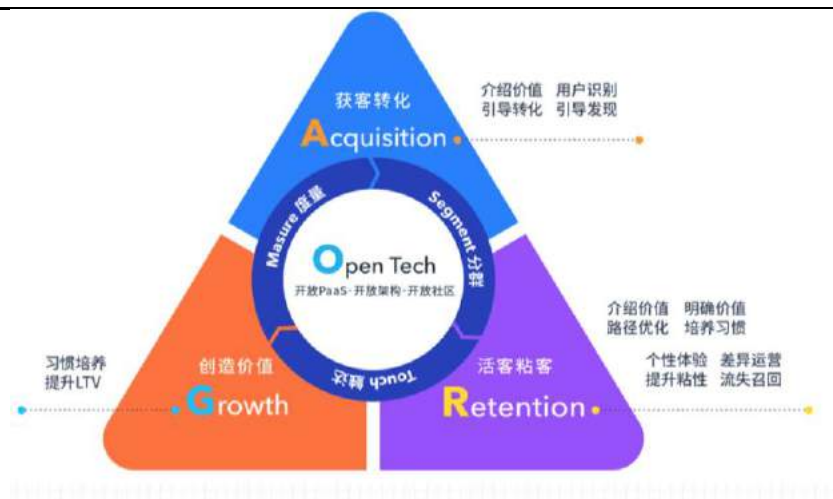 获客转化
Acquisition
介绍价值 用户识别
引导转化 引导发现
Masure 度量
Segment 分群
Open Tech
开放PaaS·开放架构·开放社区
Touch 触达
习惯培养
提升LTV
创造价值
Growth
活客粘客
Retention
介绍价值 明确价值
路径优化 培养习惯
个性体验 差异运营
提升粘性 流失召回